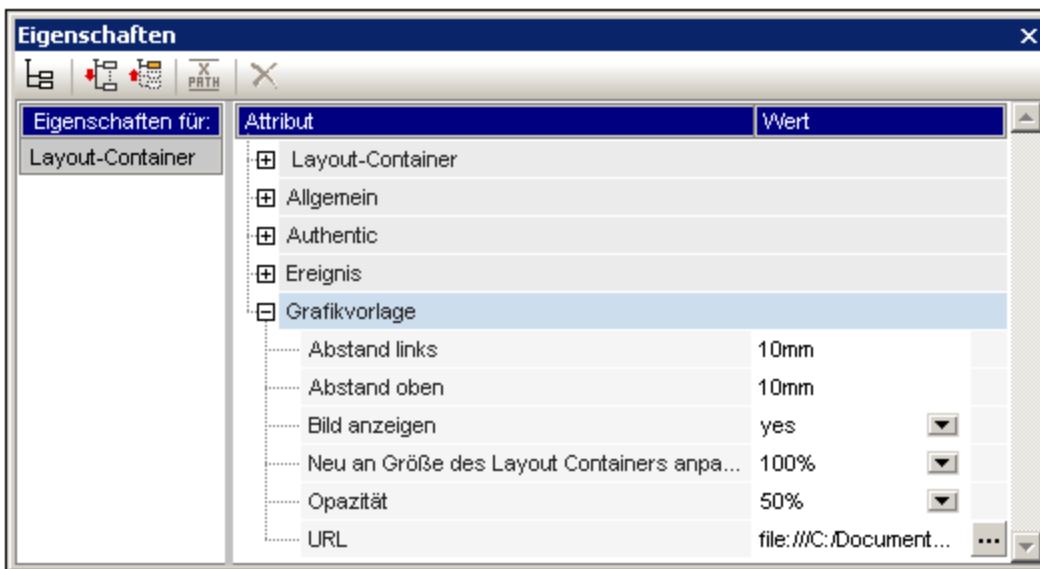 Eigenschaften
X PATH
Eigenschaften für: Attribut Wert
Layout-Container Layout-Container
Allgemein
Authentic
Ereignis
Grafikvorlage
Abstand links 10mm
Abstand oben 10mm
Bild anzeigen yes
Neu an Größe des Layout Containers anpa... 100%
Opazität 50%
URL file:///C:/Document... ...